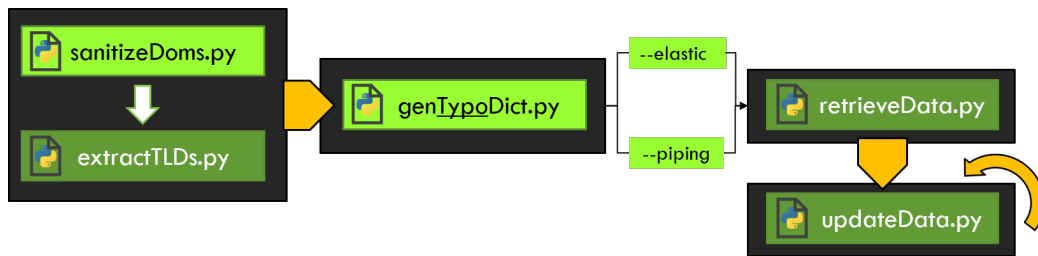 sanitizeDoms.py
extractTLDs.py
genTypoDict.py
--elastic
--piping
retrieveData.py
updateData.py